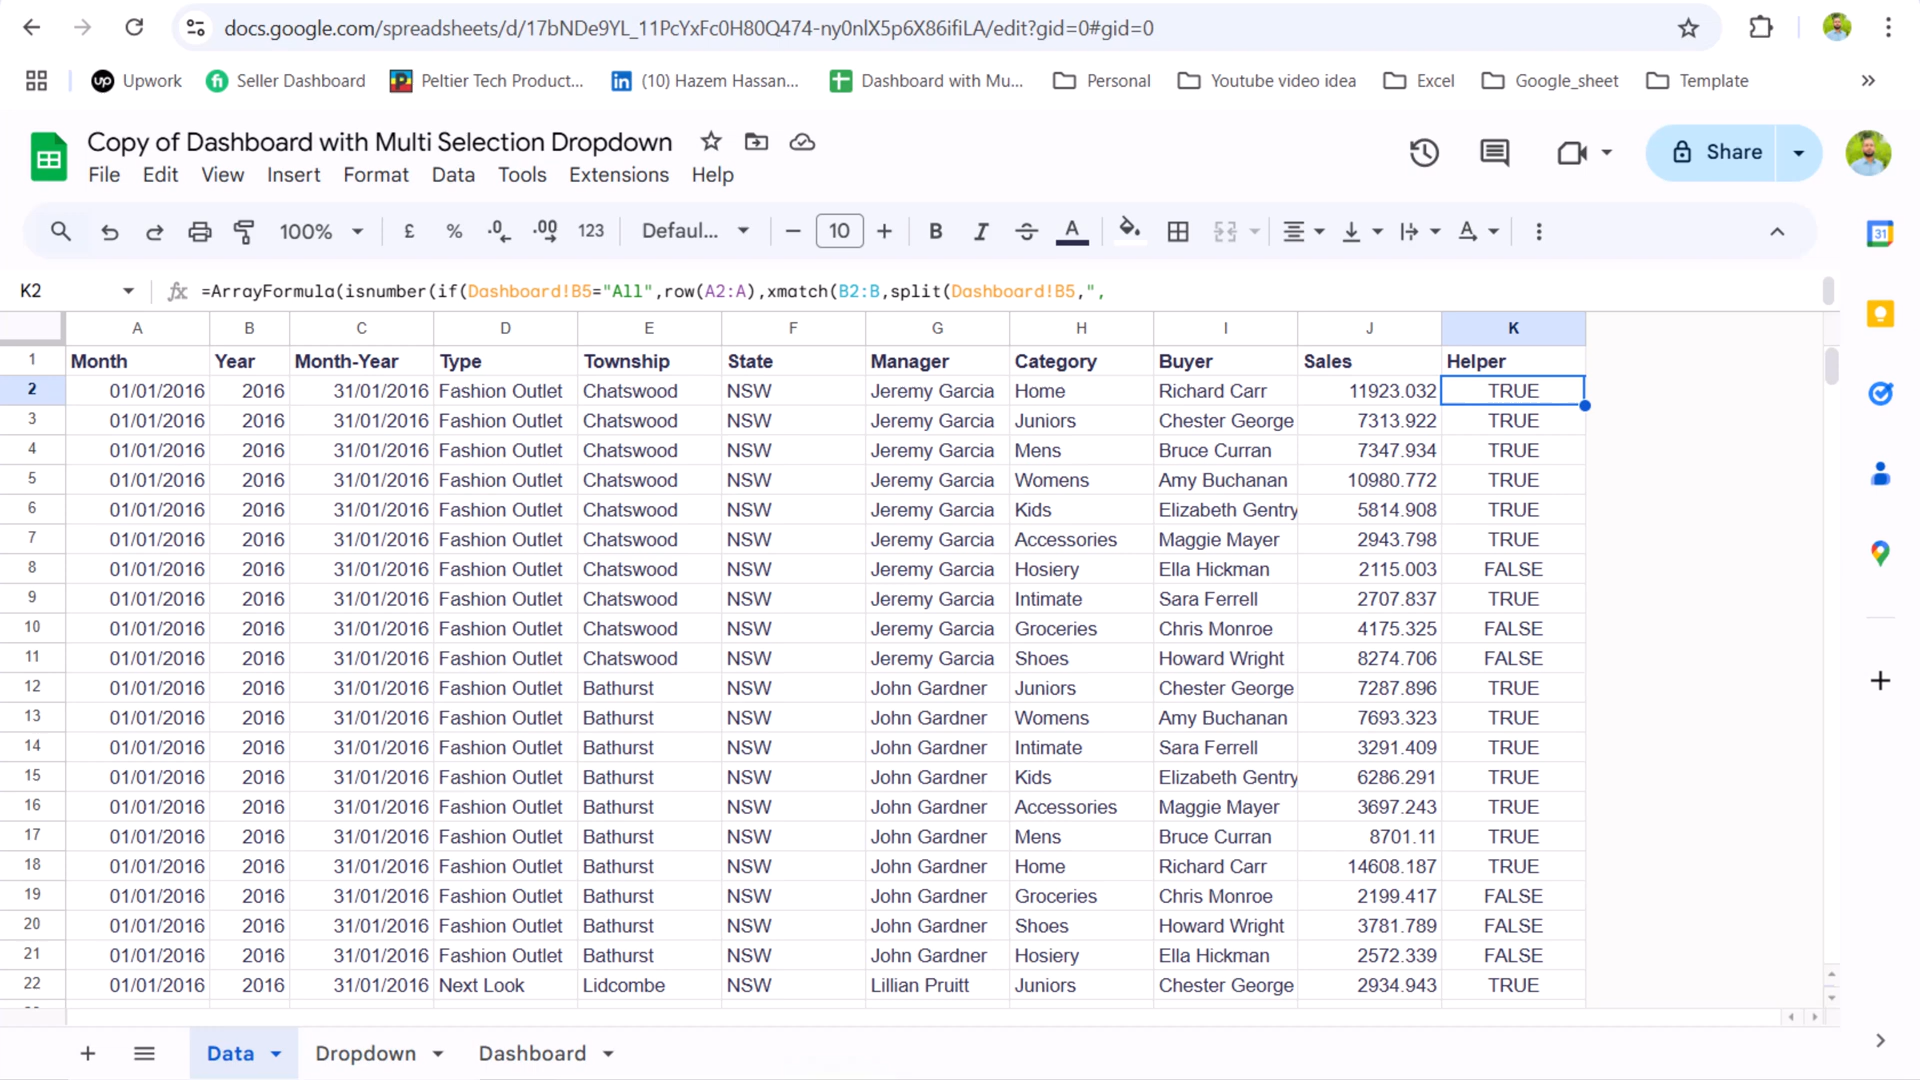 docs.google.com/spreadsheets/d/17bNDe9YL_11PcYxFc0H80Q474-ny0nlX5p6X86ifiLA/edit?gid=0#gid=0
up Upwork fi Seller Dashboard P Peltier Tech Product... in (10) Hazem Hassan... Dashboard with Mu... Personal Youtube video idea Excel Google_sheet Template
Copy of Dashboard with Multi Selection Dropdown
Share
File Edit View Insert Format Data Tools Extensions Help
100% £ % .0 .00 123 Defaul... 10 B I S A 31
K2 fx =ArrayFormula(isnumber(if(Dashboard!B5="All",row(A2:A),xmatch(B2:B,split(Dashboard!B5,",
A B C D E F G H I J K
1 Month Year Month-Year Type Township State Manager Category Buyer Sales Helper
2 01/01/2016 2016 31/01/2016 Fashion Outlet Chatswood NSW Jeremy Garcia Home Richard Carr 11923.032 TRUE
3 01/01/2016 2016 31/01/2016 Fashion Outlet Chatswood NSW Jeremy Garcia Juniors Chester George 7313.922 TRUE
4 01/01/2016 2016 31/01/2016 Fashion Outlet Chatswood NSW Jeremy Garcia Mens Bruce Curran 7347.934 TRUE
5 01/01/2016 2016 31/01/2016 Fashion Outlet Chatswood NSW Jeremy Garcia Womens Amy Buchanan 10980.772 TRUE
6 01/01/2016 2016 31/01/2016 Fashion Outlet Chatswood NSW Jeremy Garcia Kids Elizabeth Gentry 5814.908 TRUE
7 01/01/2016 2016 31/01/2016 Fashion Outlet Chatswood NSW Jeremy Garcia Accessories Maggie Mayer 2943.798 TRUE
8 01/01/2016 2016 31/01/2016 Fashion Outlet Chatswood NSW Jeremy Garcia Hosiery Ella Hickman 2115.003 FALSE
9 01/01/2016 2016 31/01/2016 Fashion Outlet Chatswood NSW Jeremy Garcia Intimate Sara Ferrell 2707.837 TRUE
10 01/01/2016 2016 31/01/2016 Fashion Outlet Chatswood NSW Jeremy Garcia Groceries Chris Monroe 4175.325 FALSE
11 01/01/2016 2016 31/01/2016 Fashion Outlet Chatswood NSW Jeremy Garcia Shoes Howard Wright 8274.706 FALSE
12 01/01/2016 2016 31/01/2016 Fashion Outlet Bathurst NSW John Gardner Juniors Chester George 7287.896 TRUE
13 01/01/2016 2016 31/01/2016 Fashion Outlet Bathurst NSW John Gardner Womens Amy Buchanan 7693.323 TRUE
14 01/01/2016 2016 31/01/2016 Fashion Outlet Bathurst NSW John Gardner Intimate Sara Ferrell 3291.409 TRUE
15 01/01/2016 2016 31/01/2016 Fashion Outlet Bathurst NSW John Gardner Kids Elizabeth Gentry 6286.291 TRUE
16 01/01/2016 2016 31/01/2016 Fashion Outlet Bathurst NSW John Gardner Accessories Maggie Mayer 3697.243 TRUE
17 01/01/2016 2016 31/01/2016 Fashion Outlet Bathurst NSW John Gardner Mens Bruce Curran 8701.11 TRUE
18 01/01/2016 2016 31/01/2016 Fashion Outlet Bathurst NSW John Gardner Home Richard Carr 14608.187 TRUE
19 01/01/2016 2016 31/01/2016 Fashion Outlet Bathurst NSW John Gardner Groceries Chris Monroe 2199.417 FALSE
20 01/01/2016 2016 31/01/2016 Fashion Outlet Bathurst NSW John Gardner Shoes Howard Wright 3781.789 FALSE
21 01/01/2016 2016 31/01/2016 Fashion Outlet Bathurst NSW John Gardner Hosiery Ella Hickman 2572.339 FALSE
22 01/01/2016 2016 31/01/2016 Next Look Lidcombe NSW Lillian Pruitt Juniors Chester George 2934.943 TRUE
Data Dropdown Dashboard